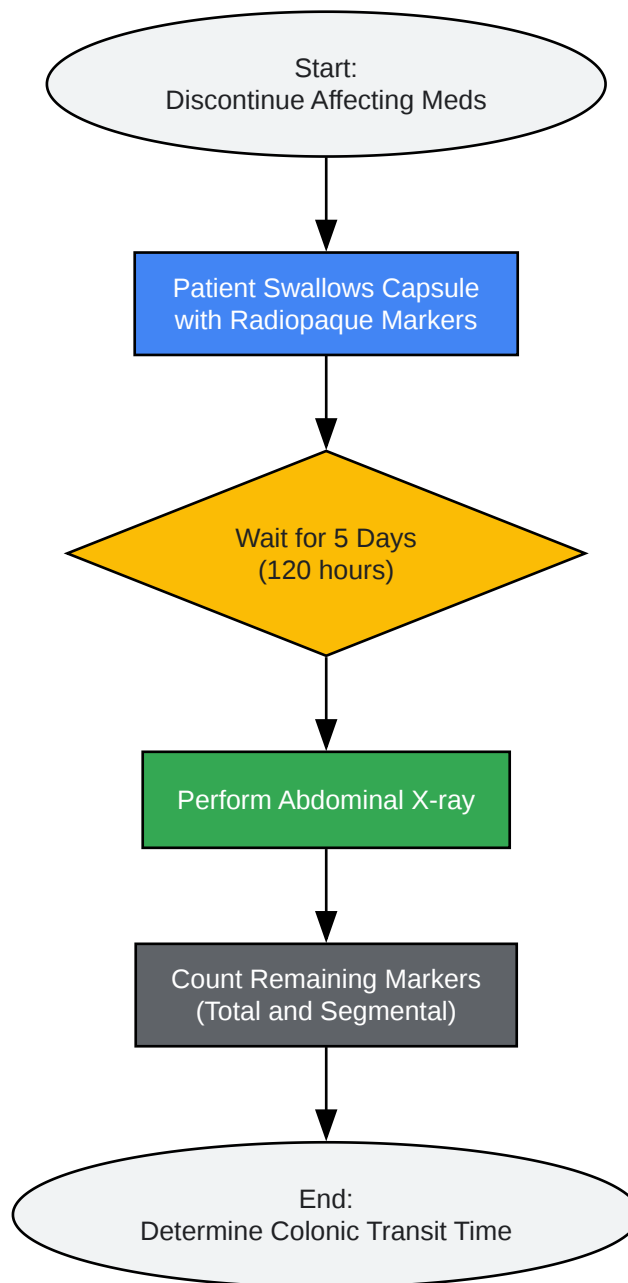 Start:
Discontinue Affecting Meds
Patient Swallows Capsule
with Radiopaque Markers
Wait for 5 Days
(120 hours)
Perform Abdominal X-ray
Count Remaining Markers
(Total and Segmental)
End:
Determine Colonic Transit Time